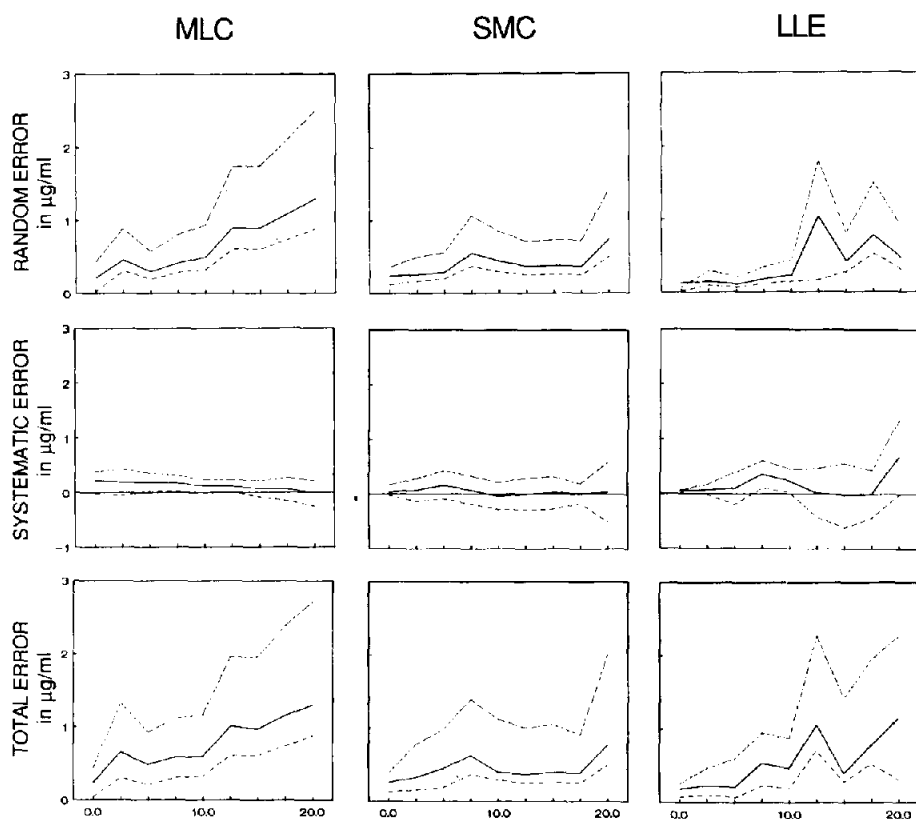 MLC SMC LLE
RANDOM ERROR
in µg/ml
3
2
1
0
SYSTEMATIC ERROR
in µg/ml
3
2
1
0
-1
TOTAL ERROR
in µg/ml
3
2
1
0
0.0 10.0 20.0 0.0 10.0 20.0 0.0 10.0 20.0